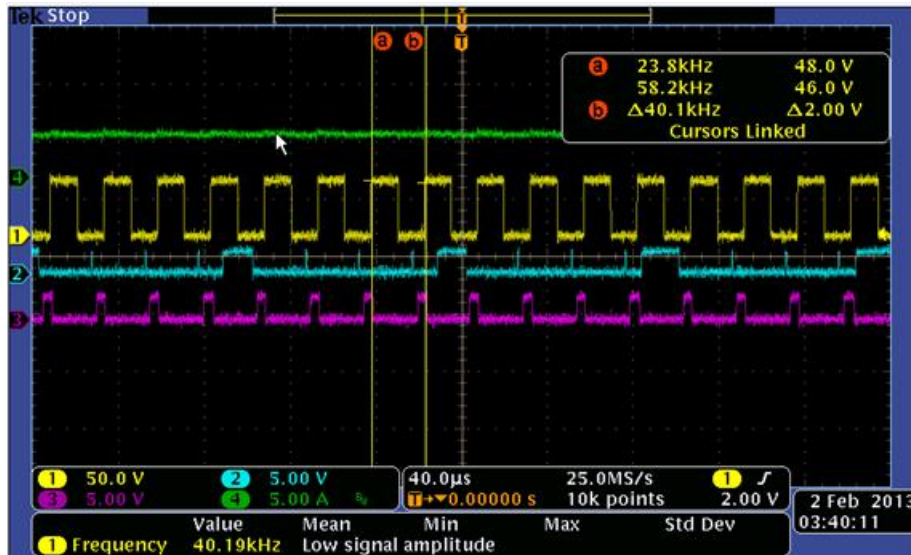 Tek Stop
T
a b
T
a 23.8kHz 48.0 V
58.2kHz 46.0 V
b Δ40.1kHz Δ2.00 V
Cursors Linked
4
1
2
3
1 50.0 V 2 5.00 V
3 5.00 V 4 5.00 A BW
40.0µs 25.0MS/s 1
T→▼0.00000 s 10k points 2.00 V
2 Feb 2013
03:40:11
Value Mean Min Max Std Dev
1 Frequency 40.19kHz Low signal amplitude